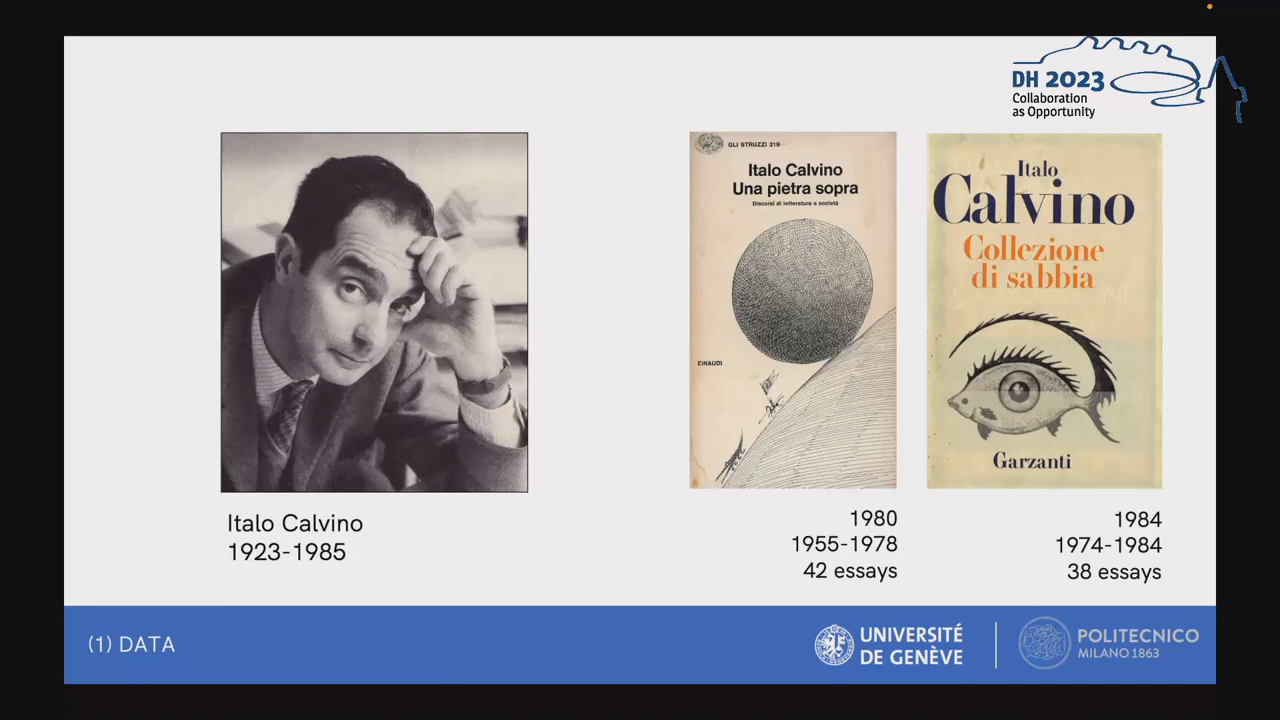 DH 2023
Collaboration
as Opportunity
GLI STRUZZI 219
Italo Calvino
Una pietra sopra
Discorsi di letteratura e società
EINAUDI
Italo
Calvino
Collezione
di sabbia
Garzanti
Italo Calvino
1923-1985
1980
1955-1978
42 essays
1984
1974-1984
38 essays
(1) DATA
UNIVERSITÉ
DE GENÈVE
POLITECNICO
MILANO 1863